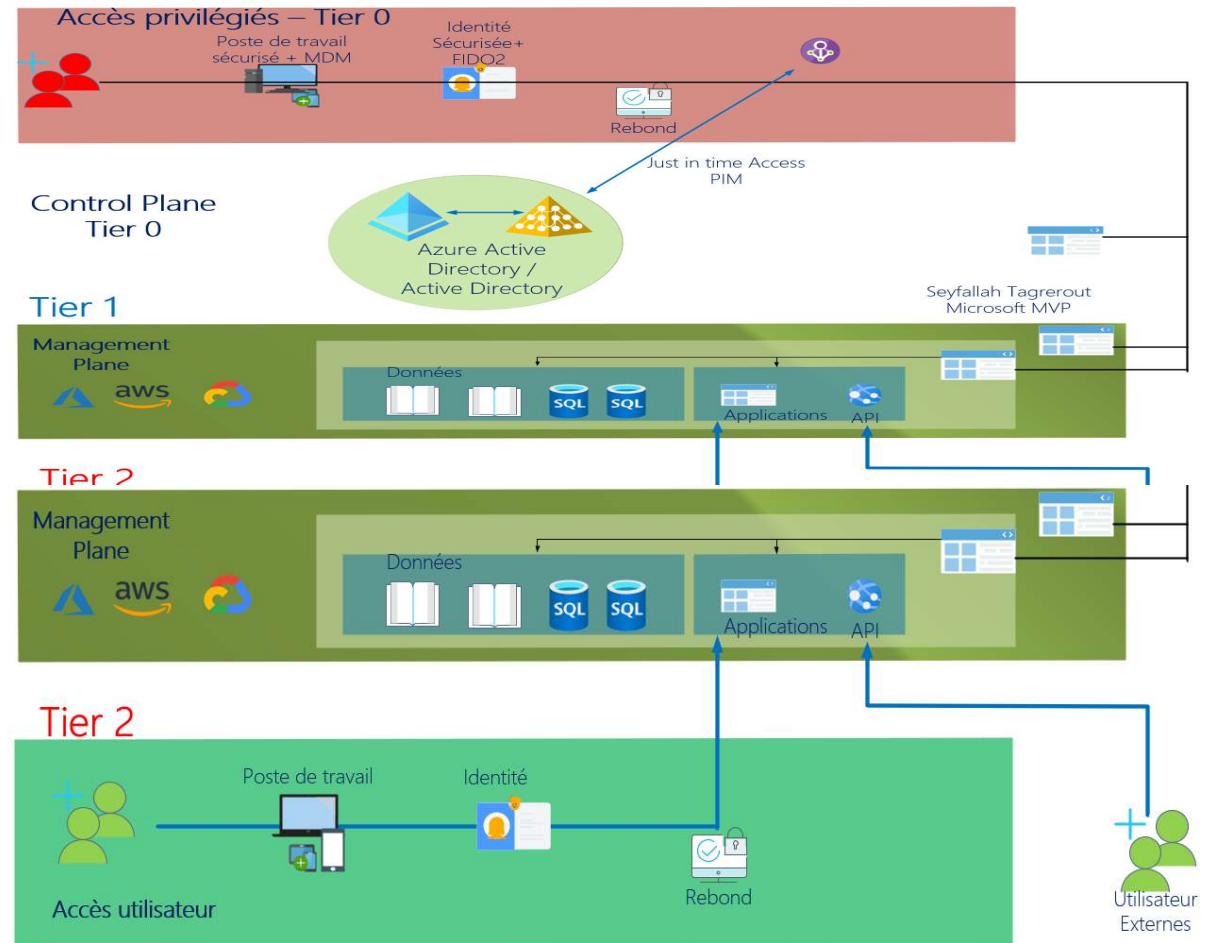 Accès privilégiés – Tier 0
Poste de travail
sécurisé + MDM
Identité
Sécurisée+
FIDO2
Rebond
Just in time Access
PIM
Control Plane
Tier 0
Azure Active
Directory /
Active Directory
Seyfallah Tagrerout
Microsoft MVP
Tier 1
Management
Plane
aws
Données
SQL
SQL
Applications
API
Tier 2
Management
Plane
aws
Données
SQL
SQL
Applications
API
Tier 2
Poste de travail
Identité
Rebond
Accès utilisateur
Utilisateur
Externes